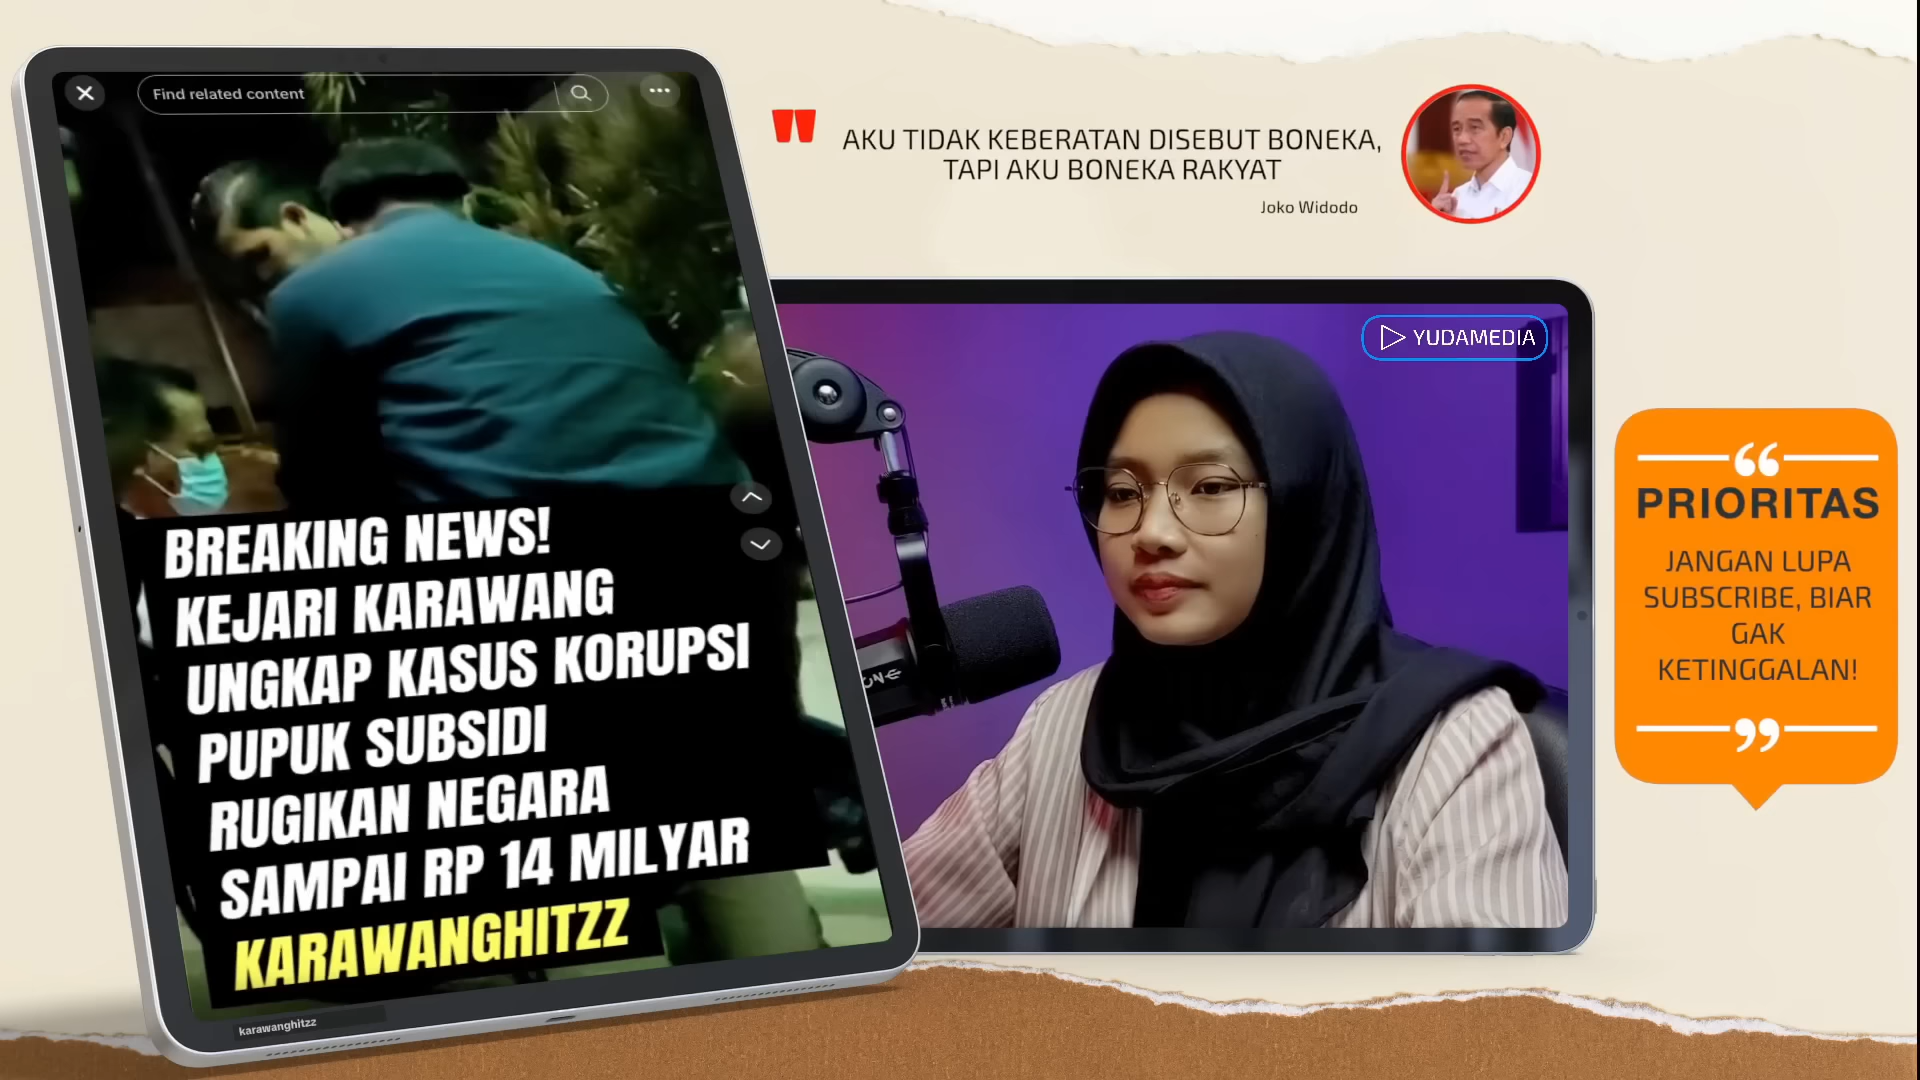 Find related content
BREAKING NEWS!
KEJARI KARAWANG
UNGKAP KASUS KORUPSI
PUPUK SUBSIDI
RUGIKAN NEGARA
SAMPAI RP 14 MILYAR
KARAWANGHITZZ
karawanghitzz
" AKU TIDAK KEBERATAN DISEBUT BONEKA,
TAPI AKU BONEKA RAKYAT
Joko Widodo
YUDAMEDIA
“
PRIORITAS
JANGAN LUPA
SUBSCRIBE, BIAR
GAK
KETINGGALAN!
”